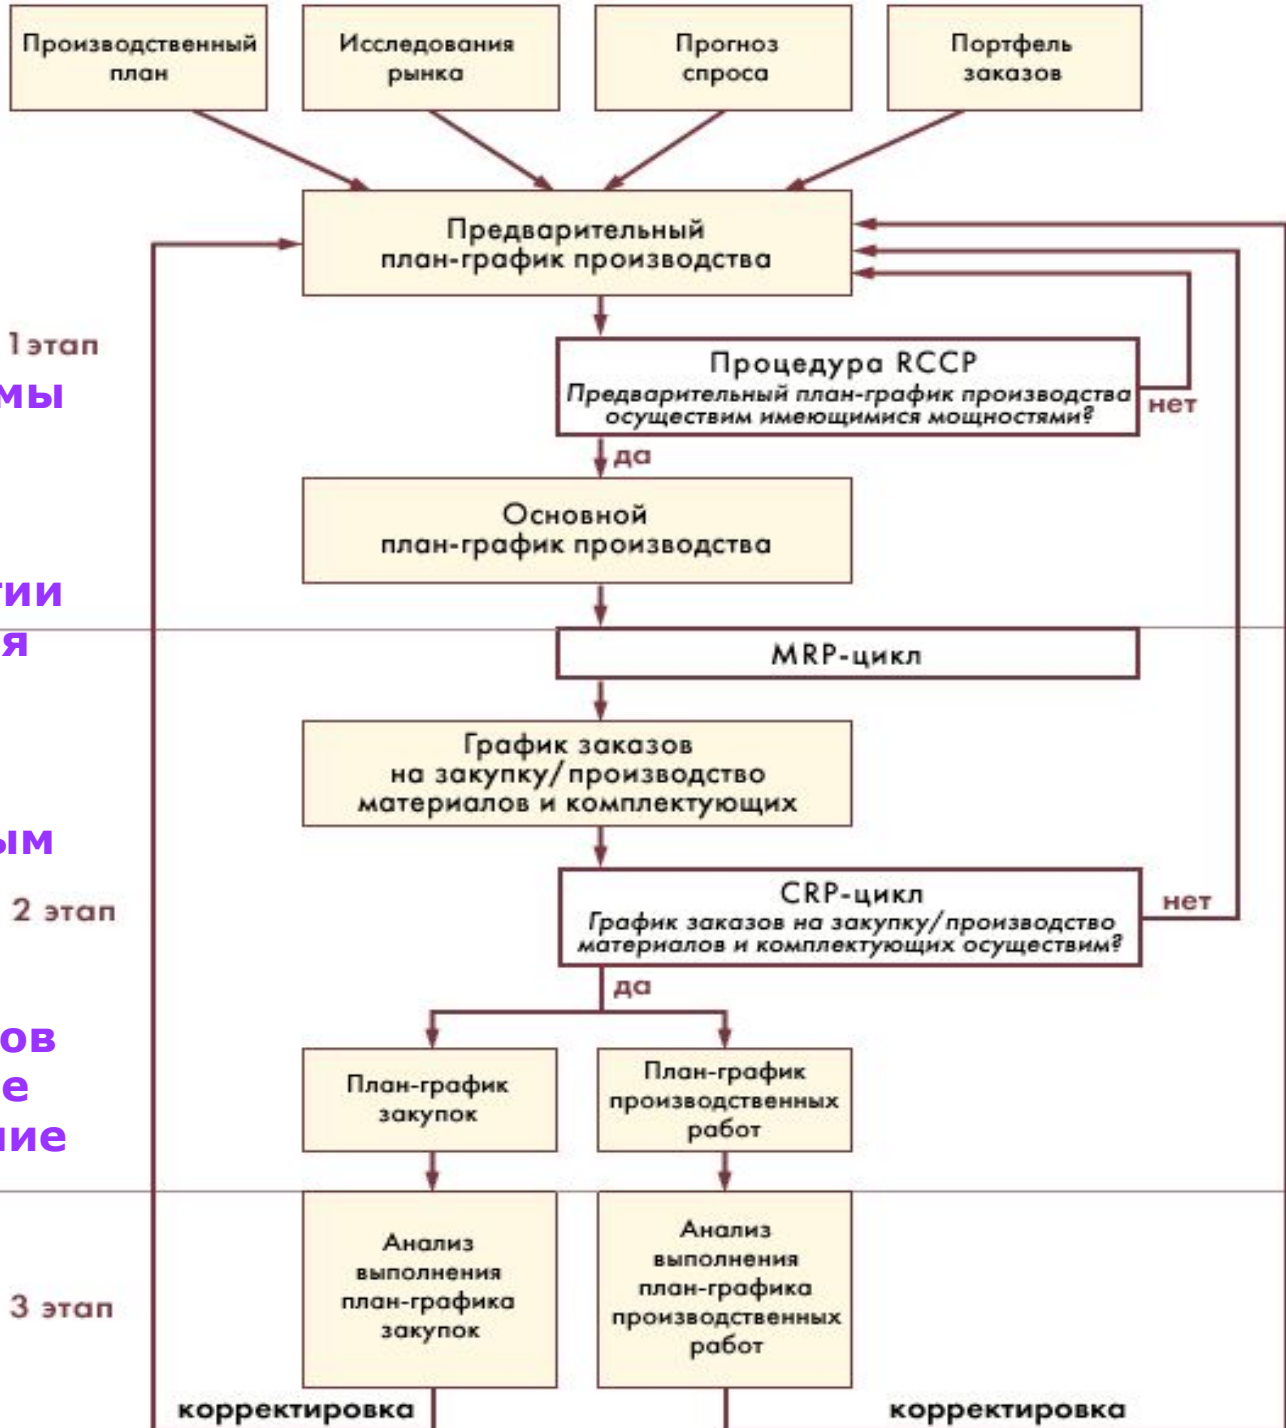 Производственный
план
Исследования
рынка
Прогноз
спроса
Портфель
заказов
Предварительный
план-график производства
1 этап
мы
Процедура RCCP
Предварительный план-график производства
осуществим имеющимися мощностями?
нет
да
Основной
план-график производства
гии
я
MRP-цикл
График заказов
на закупку/производство
материалов и комплектующих
ым
2 этап
CRP-цикл
График заказов на закупку/производство
материалов и комплектующих осуществим?
нет
да
ов
е
ние
План-график
закупок
План-график
производственных
работ
3 этап
Анализ
выполнения
план-графика
закупок
Анализ
выполнения
план-графика
производственных
работ
корректировка
корректировка